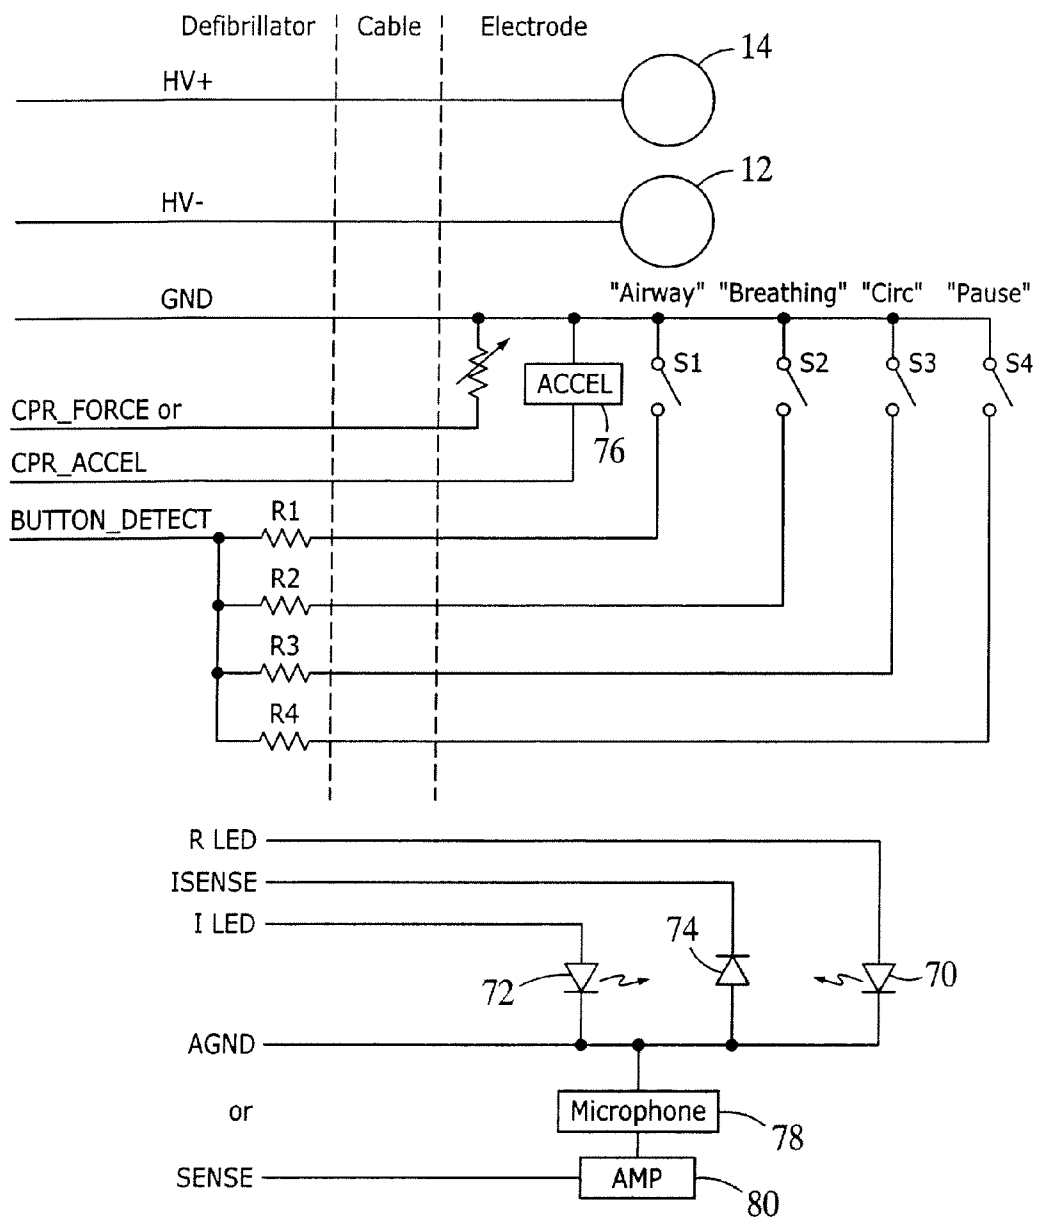 Defibrillator Cable Electrode
14
HV+
12
HV-
"Airway" "Breathing" "Circ" "Pause"
GND
S1 S2 S3 S4
ACCEL
CPR_FORCE or
76
CPR_ACCEL
R1
BUTTON_DETECT
R2
R3
R4
R LED
ISENSE
I LED
74
72
70
AGND
or
Microphone
78
SENSE
AMP
80